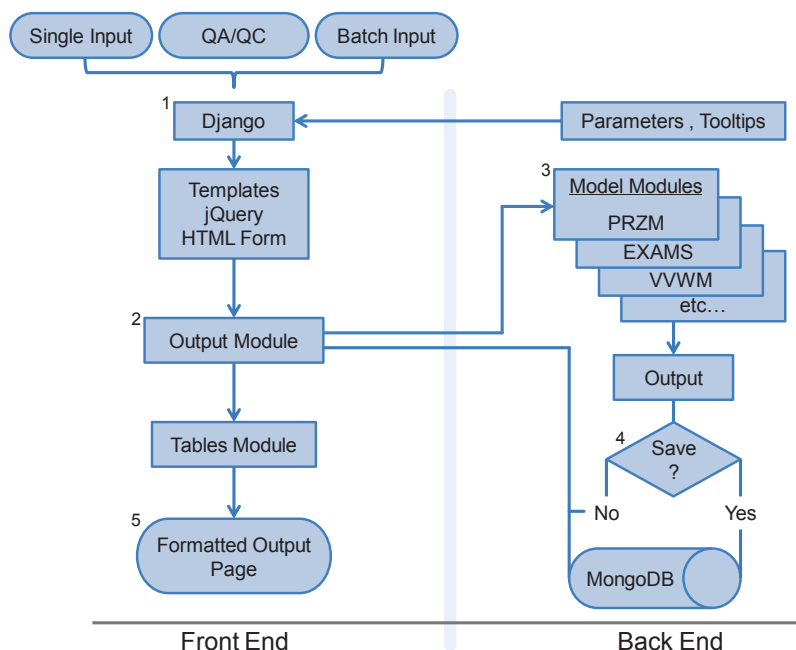 Single Input
QA/QC
Batch Input
1
Django
Parameters , Tooltips
Templates
jQuery
HTML Form
3
Model Modules
PRZM
EXAMS
VVWM
etc...
2
Output Module
Output
Tables Module
4
Save
?
No
Yes
5
Formatted Output
Page
MongoDB
Front End
Back End